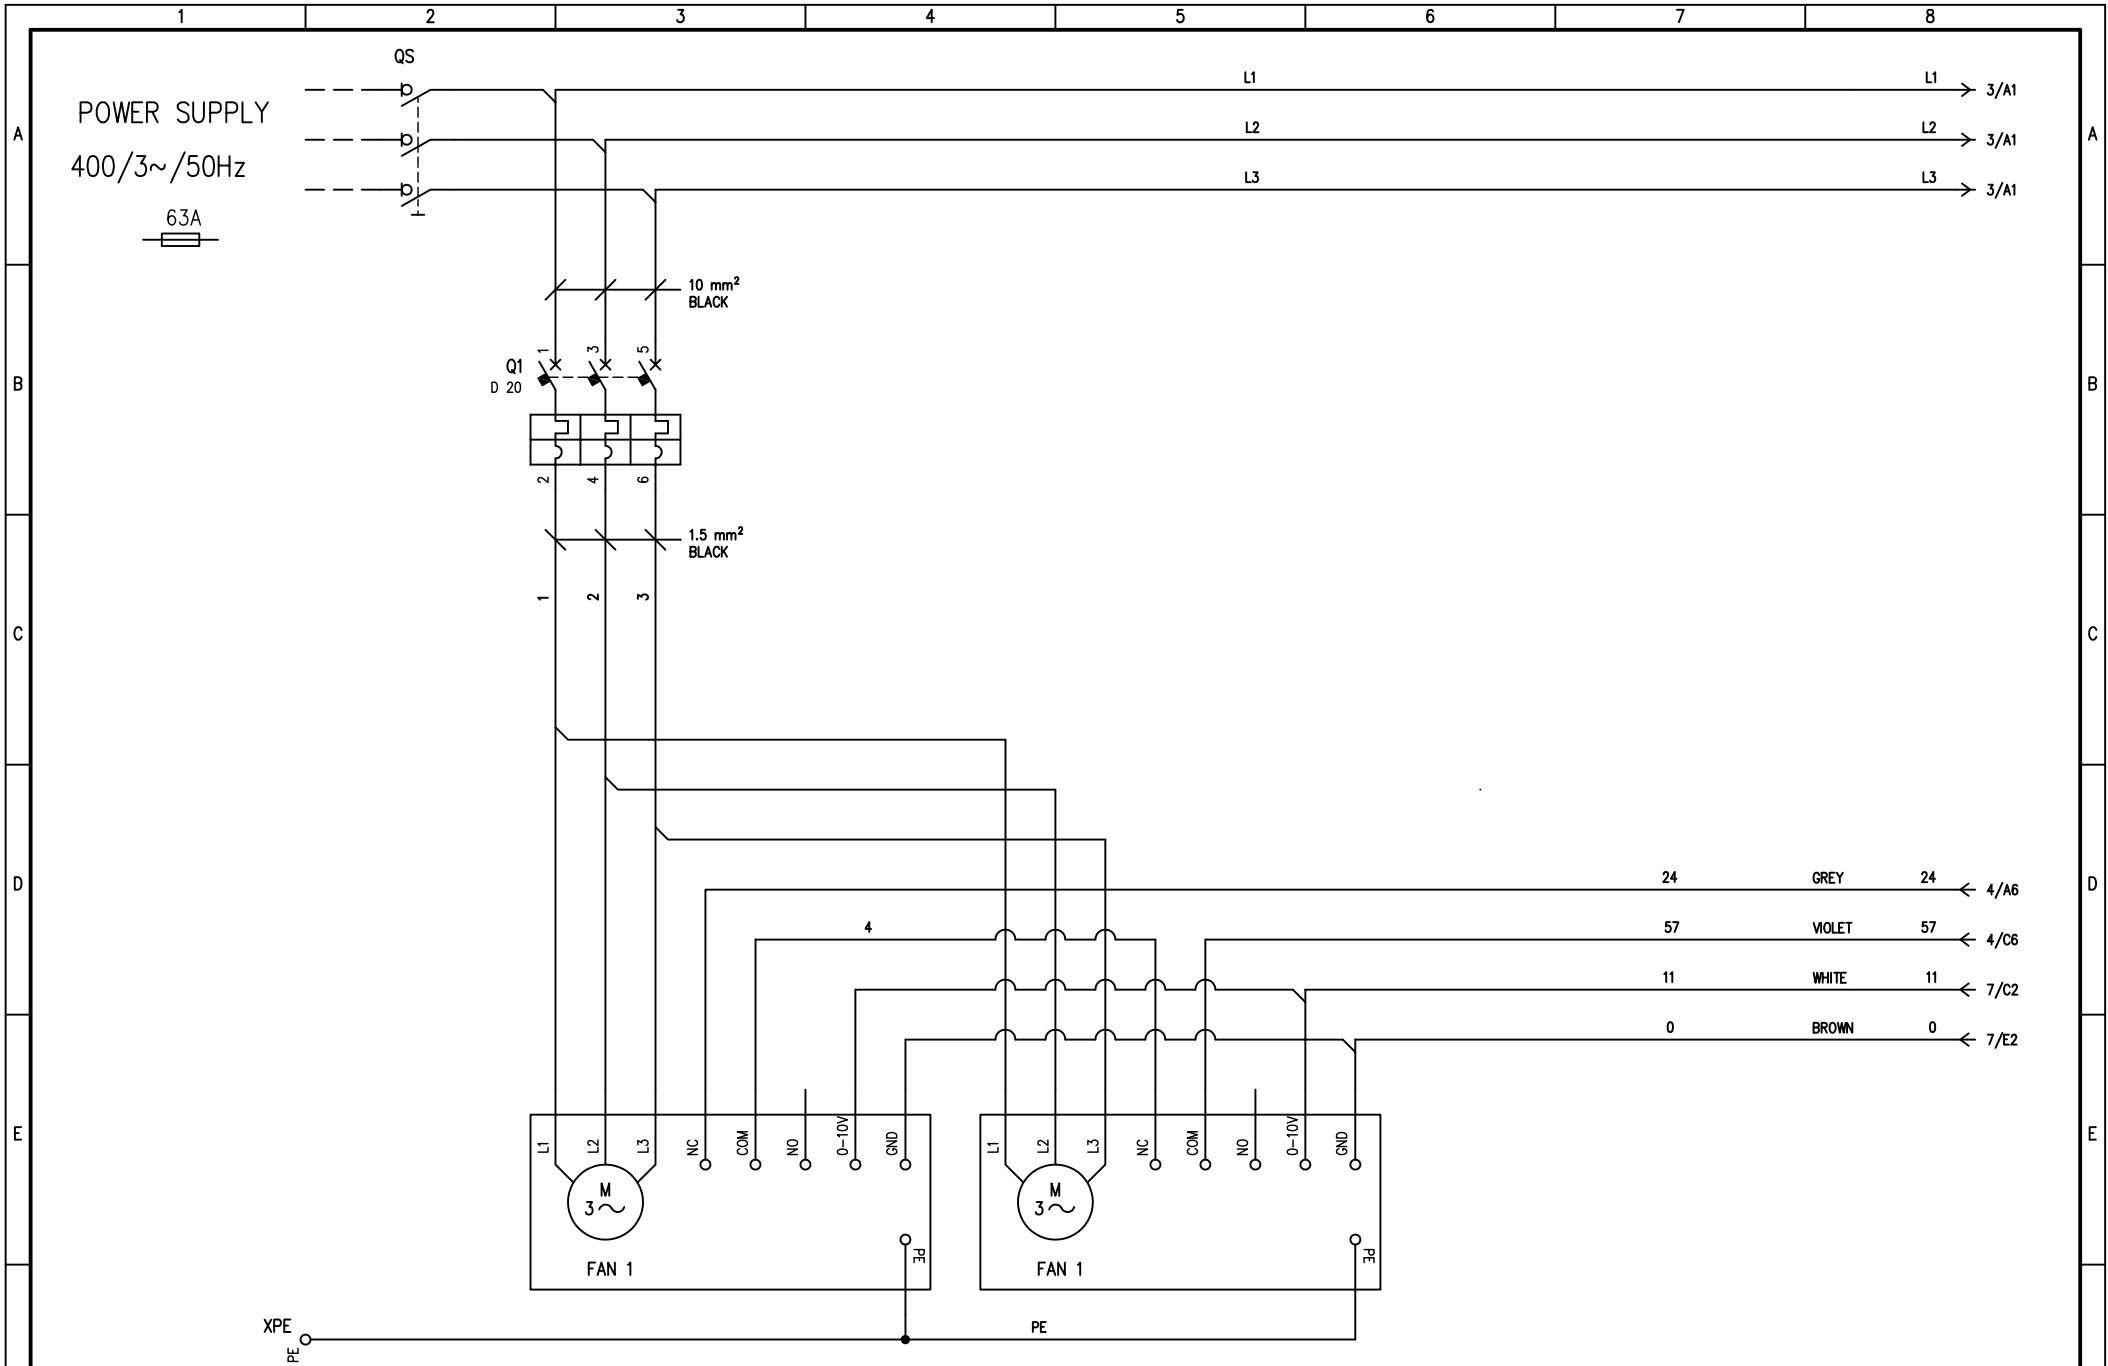 1 2 3 4 5 6 7 8
QS
POWER SUPPLY
400/3~/50Hz
63A
L1 L1 3/A1
L2 L2 3/A1
L3 L3 3/A1
A A
10 mm²
BLACK
1 3 5
Q1
D 20
B B
2 4 6
1.5 mm²
BLACK
1 2 3
C C
D D
24 GREY 24 4/A6
4 57 VIOLET 57 4/C6
11 WHITE 11 7/C2
0 BROWN 0 7/E2
E E
L1 L2 L3 NC COM NO 0-10V GND
L1 L2 L3 NC COM NO 0-10V GND
M
3~
M
3~
PE
PE
FAN 1
FAN 1
XPE
PE
PE